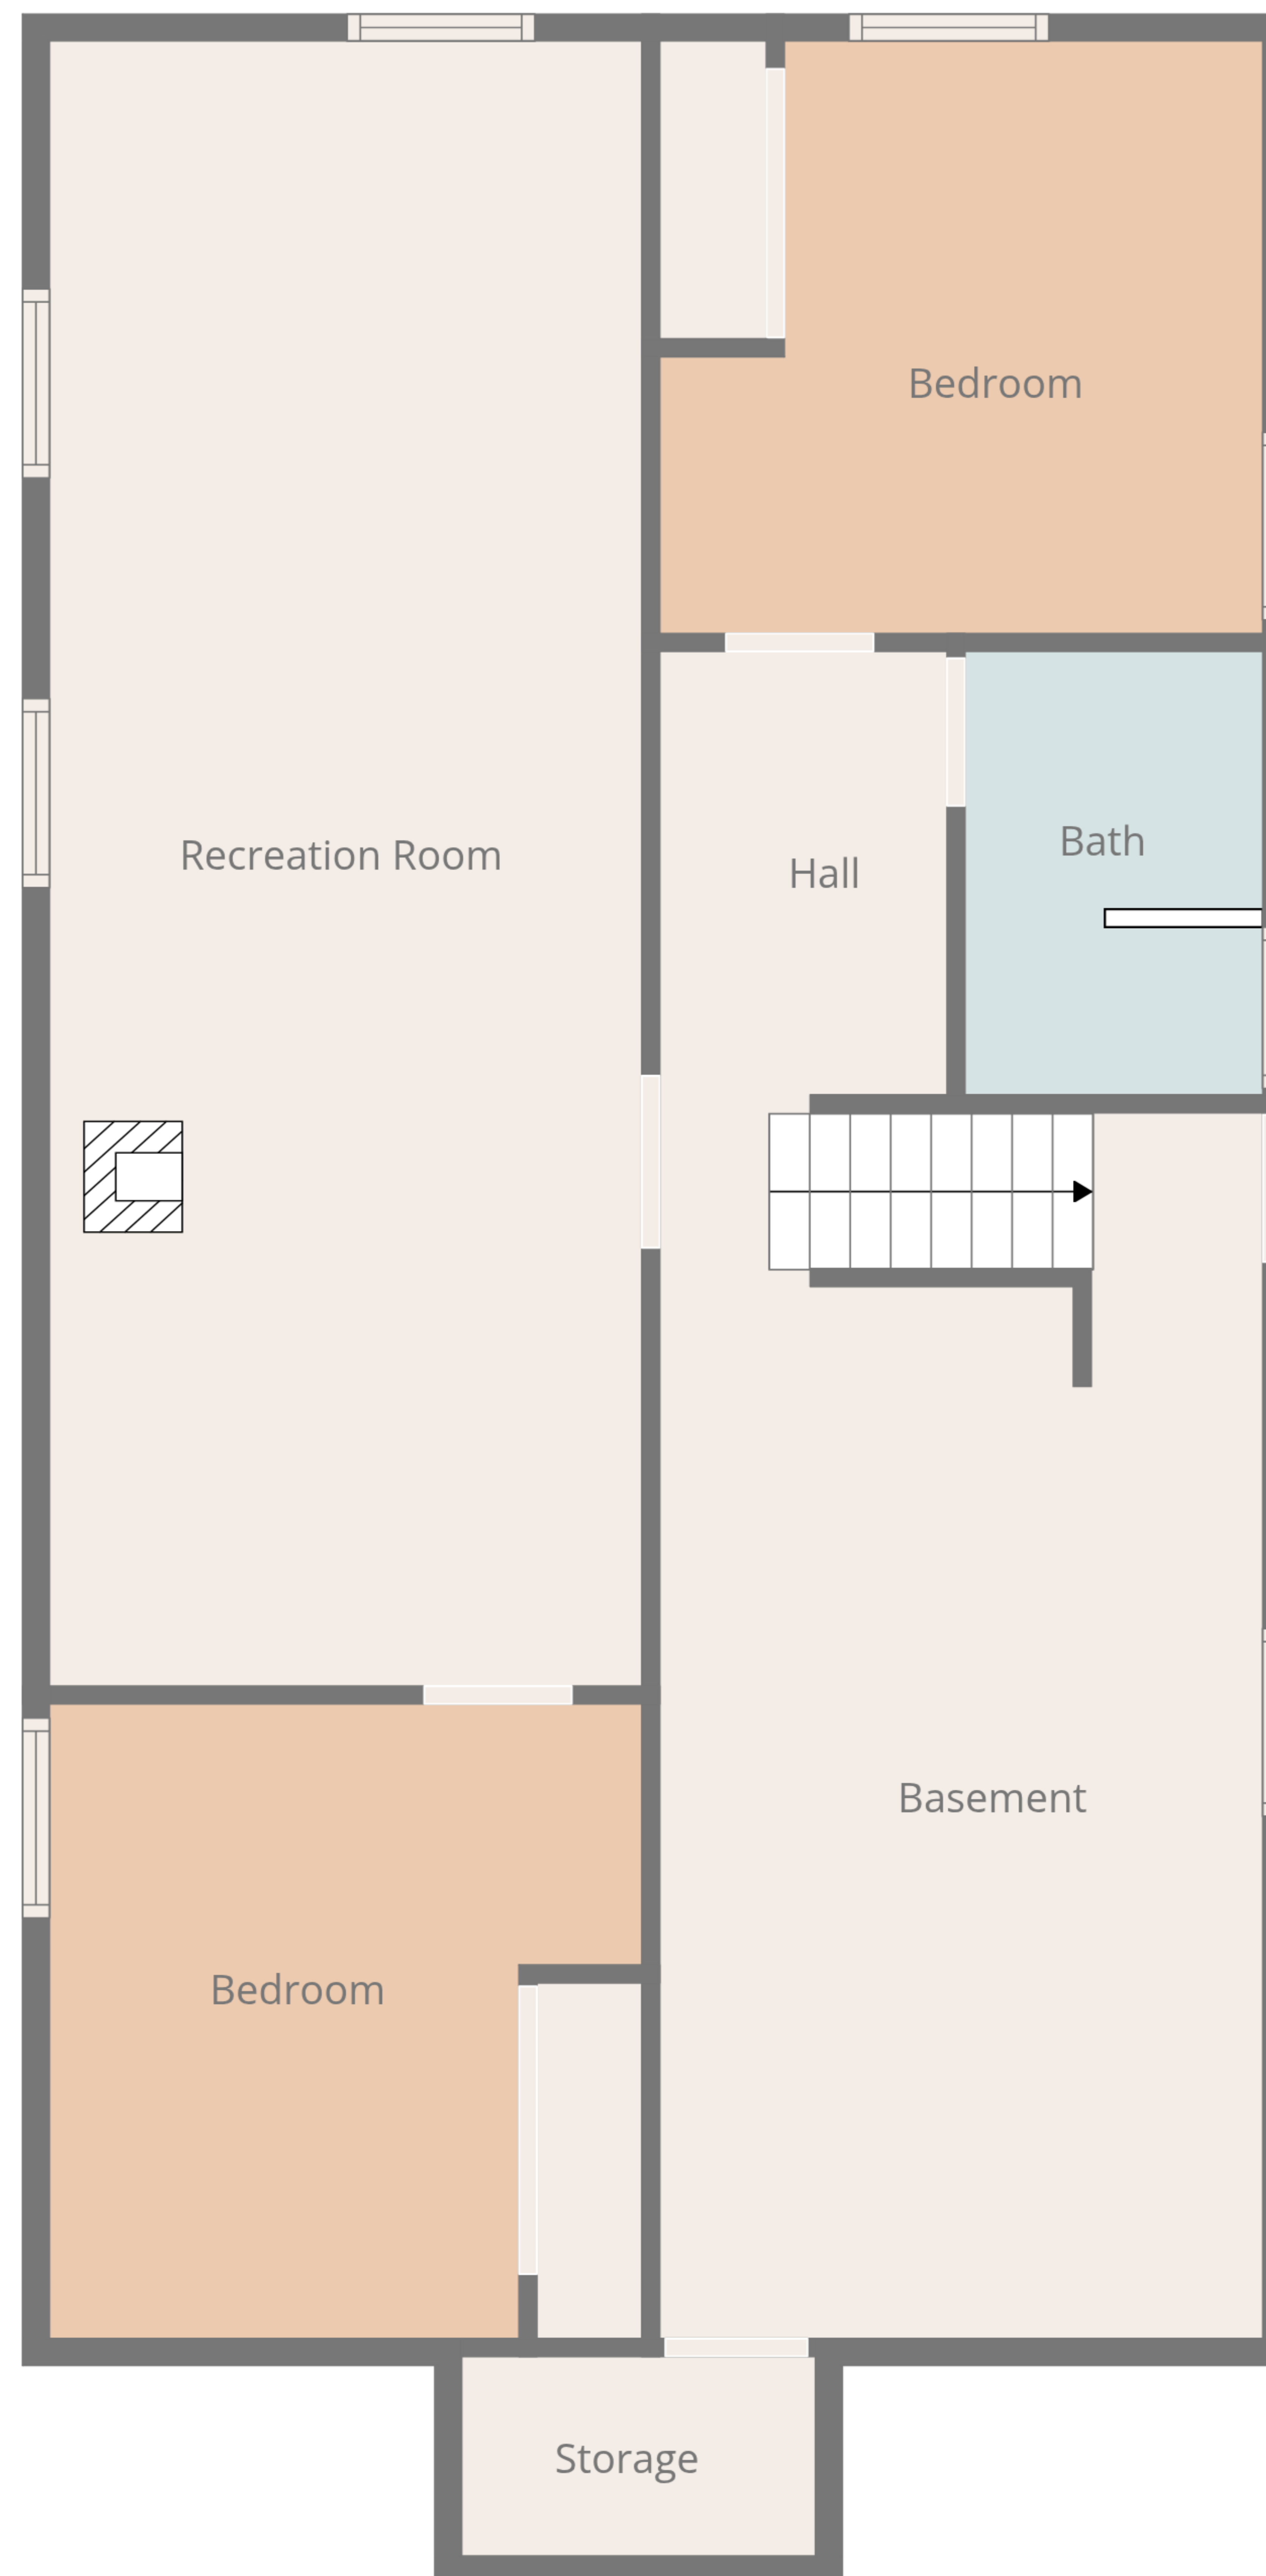 Bedroom
Recreation Room
Hall
Bath
Basement
Bedroom
Storage